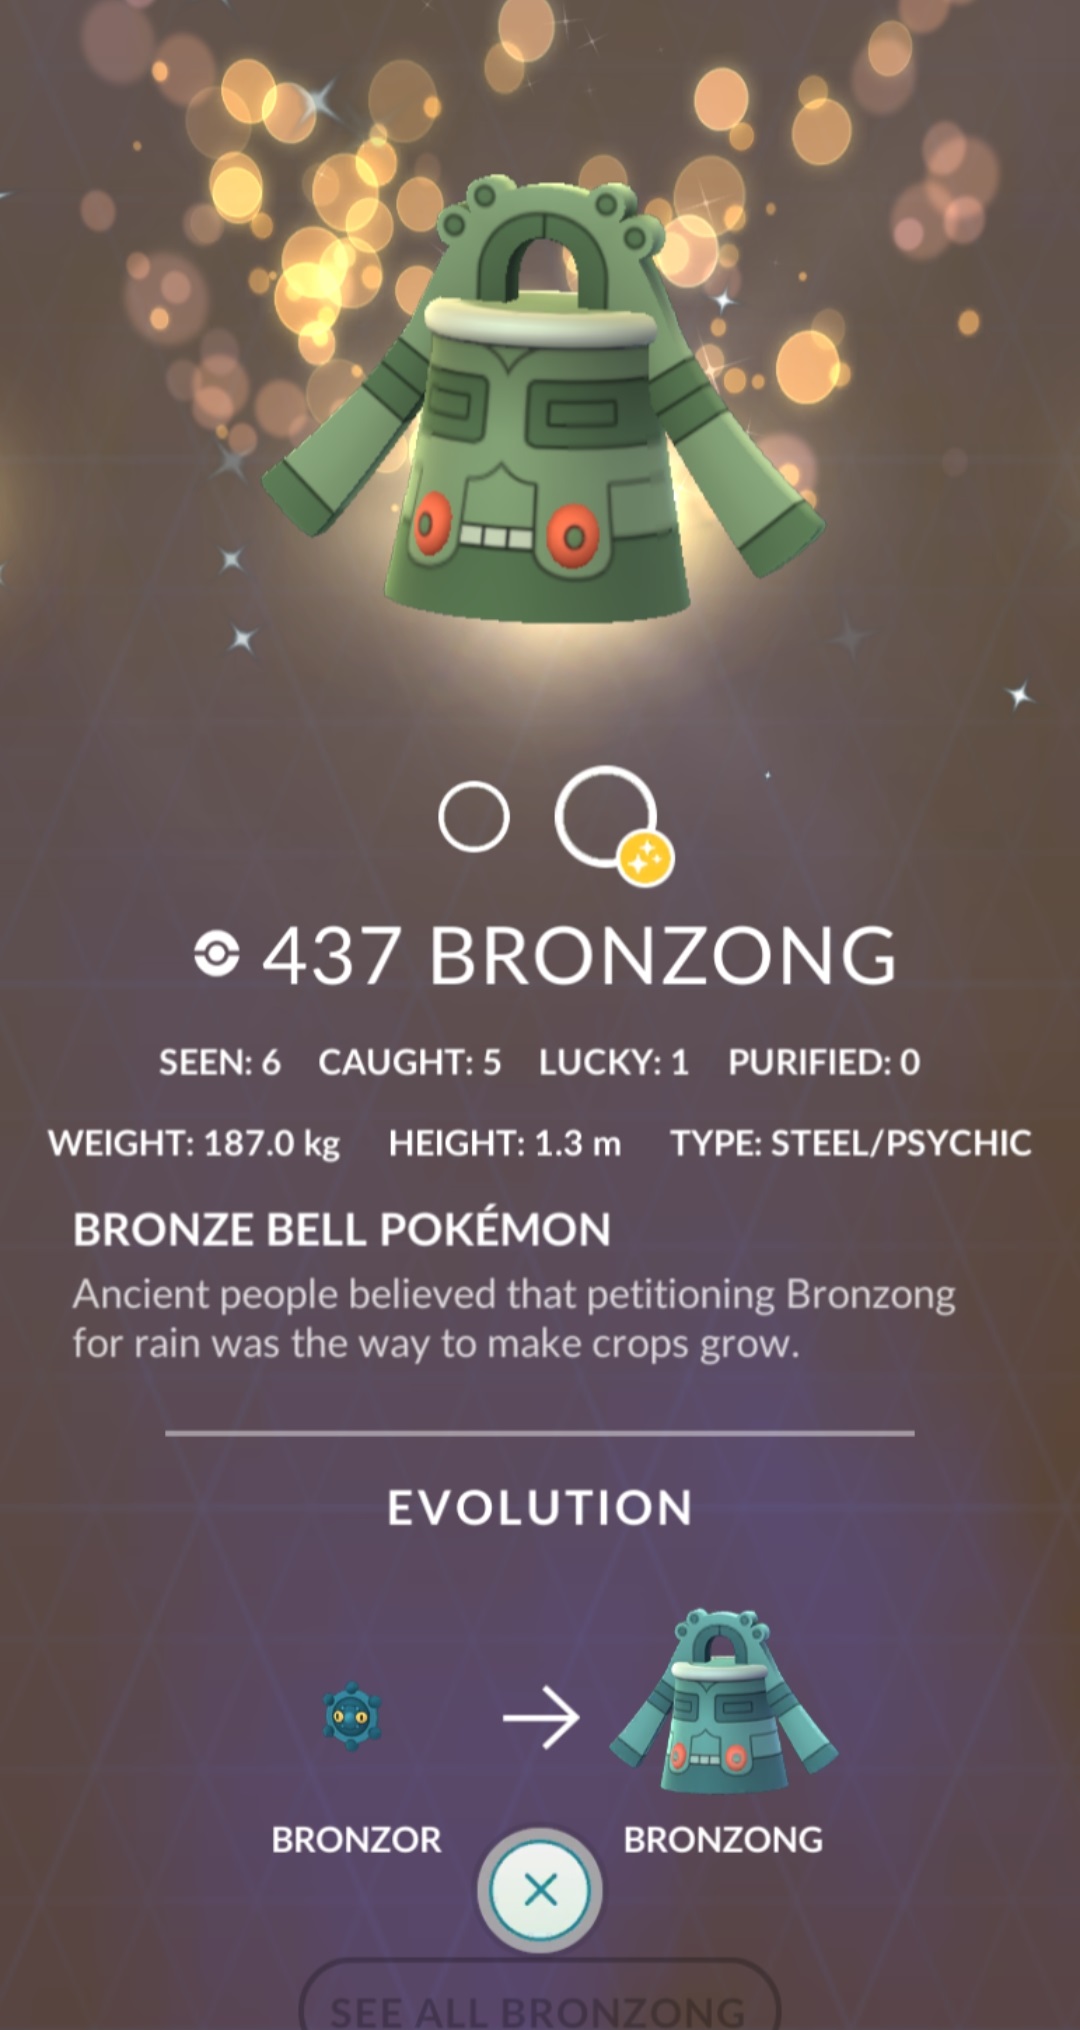 437 BRONZONG
SEEN: 6 CAUGHT: 5 LUCKY: 1 PURIFIED: 0
WEIGHT: 187.0 kg HEIGHT: 1.3 m TYPE: STEEL/PSYCHIC
BRONZE BELL POKÉMON
Ancient people believed that petitioning Bronzong
for rain was the way to make crops grow.
EVOLUTION
BRONZOR BRONZONG
SEE ALL BRONZONG